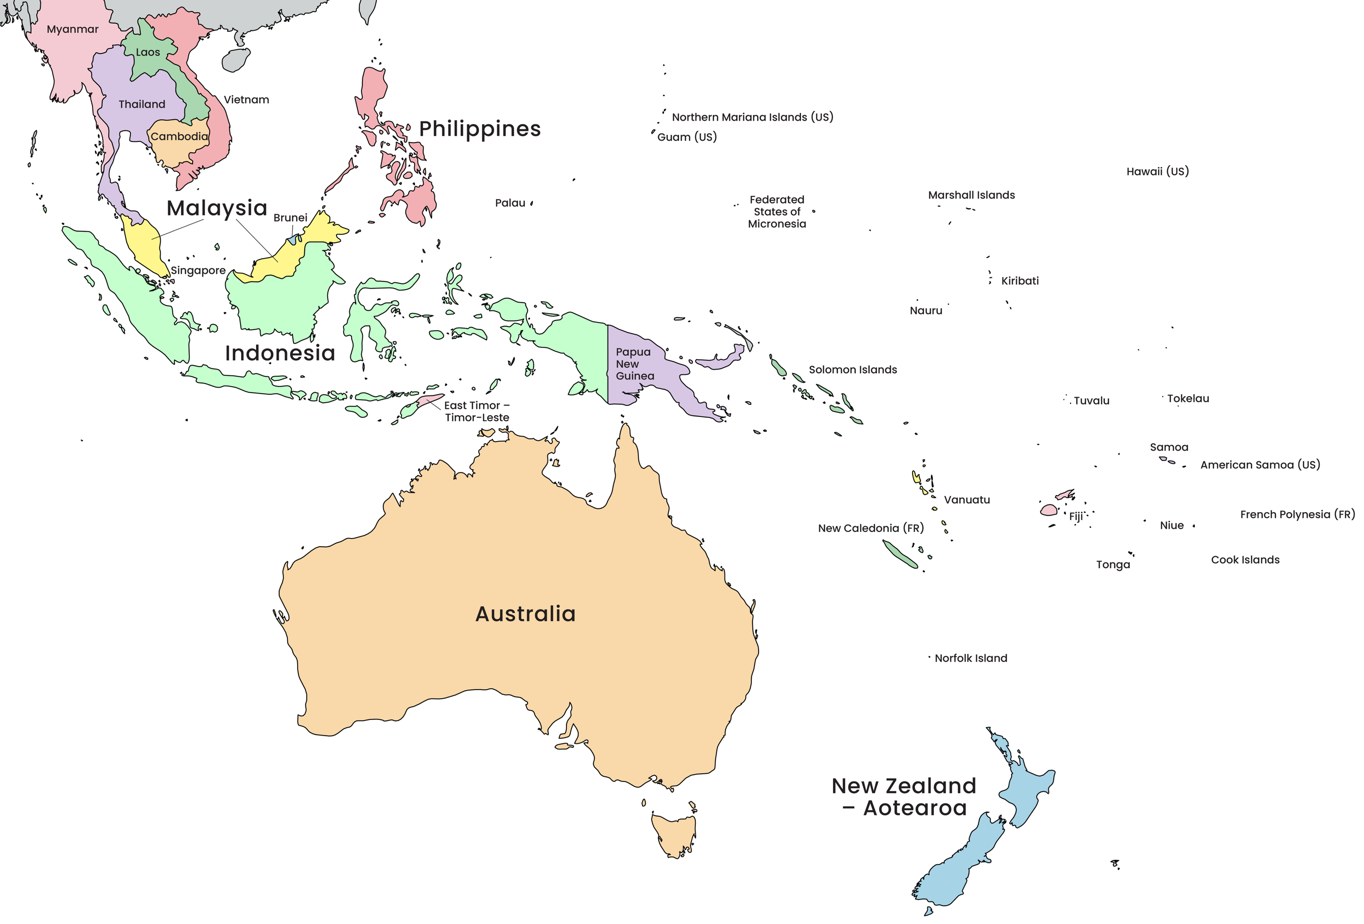 Myanmar
Laos
Thailand
Vietnam
Cambodia
Philippines
Northern Mariana Islands (US)
Guam (US)
Hawaii (US)
Malaysia
Brunei
Palau
Federated
States of
Micronesia
Marshall Islands
Singapore
Kiribati
Nauru
Indonesia
Papua
New
Guinea
Solomon Islands
East Timor –
Timor-Leste
Tuvalu
Tokelau
Samoa
American Samoa (US)
Vanuatu
Fiji
French Polynesia (FR)
New Caledonia (FR)
Niue
Tonga
Cook Islands
Australia
Norfolk Island
New Zealand
– Aotearoa